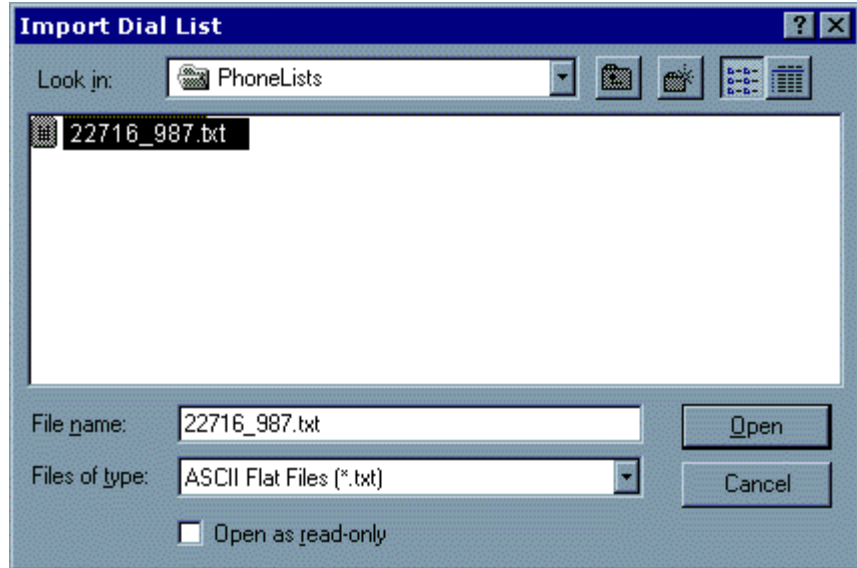 Import Dial List
Look in: PhoneLists
22716_987.txt
File name: 22716_987.txt Open
Files of type: ASCII Flat Files (*.txt) Cancel
Open as read-only